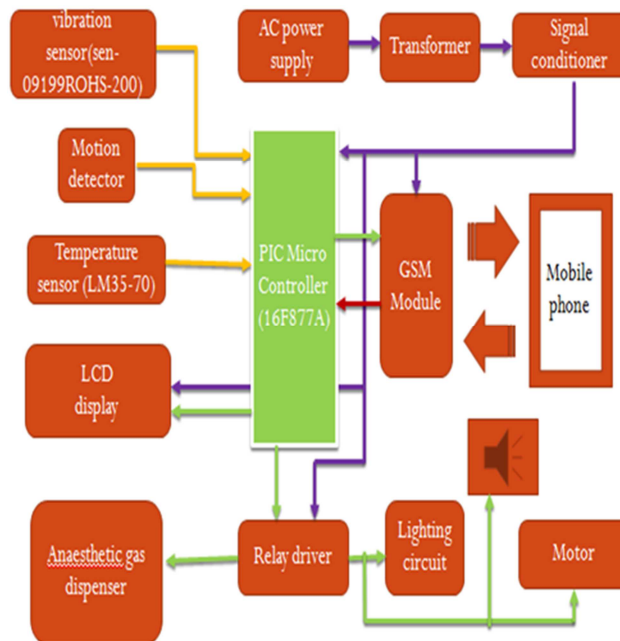 vibration
sensor(sen-
09199ROHS-200)
AC power
supply
Transformer
Signal
conditioner
Motion
detector
Temperature
sensor (LM35-70)
PIC Micro
Controller
(16F877A)
GSM
Module
Mobile
phone
LCD
display
Anaesthetic gas
dispenser
Relay driver
Lighting
circuit
Motor